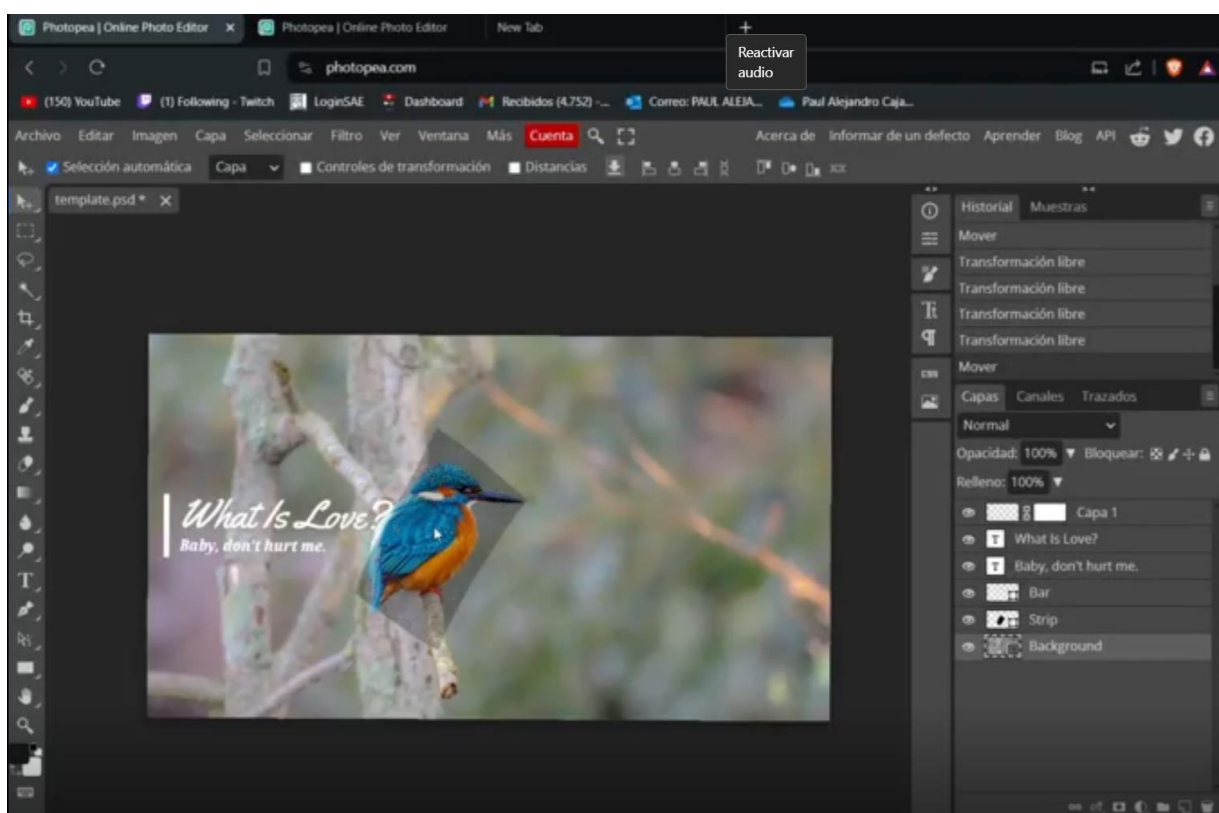 Photopea | Online Photo Editor
Photopea | Online Photo Editor
New Tab
Reactivar
audio
photopea.com
(150) YouTube
(1) Following - Twitch
LoginSAE
Dashboard
Recibidos (4.752) -...
Correo: PAUL ALEJA...
Paul Alejandro Caja...
Archivo Editar Imagen Capa Seleccionar Filtro Ver Ventana Más Cuenta
Acerca de Informar de un defecto Aprender Blog API
Selección automática Capa Controles de transformación Distancias
template.psd *
Historial Muestras
Mover
Transformación libre
Transformación libre
Transformación libre
Transformación libre
Mover
CSS
Capas Canales Trazados
Normal
Opacidad: 100% Bloquear:
Relleno: 100%
Capa 1
What Is Love?
Baby, don't hurt me.
Bar
Strip
Background
What Is Love?
Baby, don't hurt me.